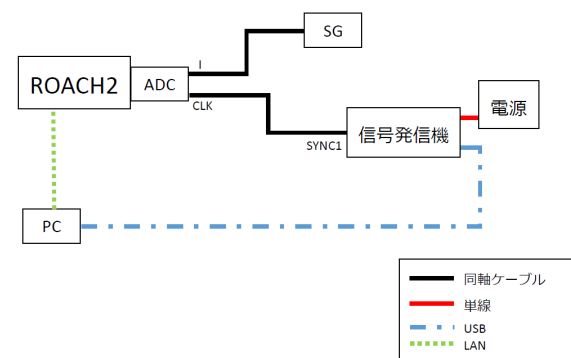 SG
I
ROACH2
ADC
CLK
電源
信号発信機
SYNC1
PC
同軸ケーブル
単線
USB
LAN